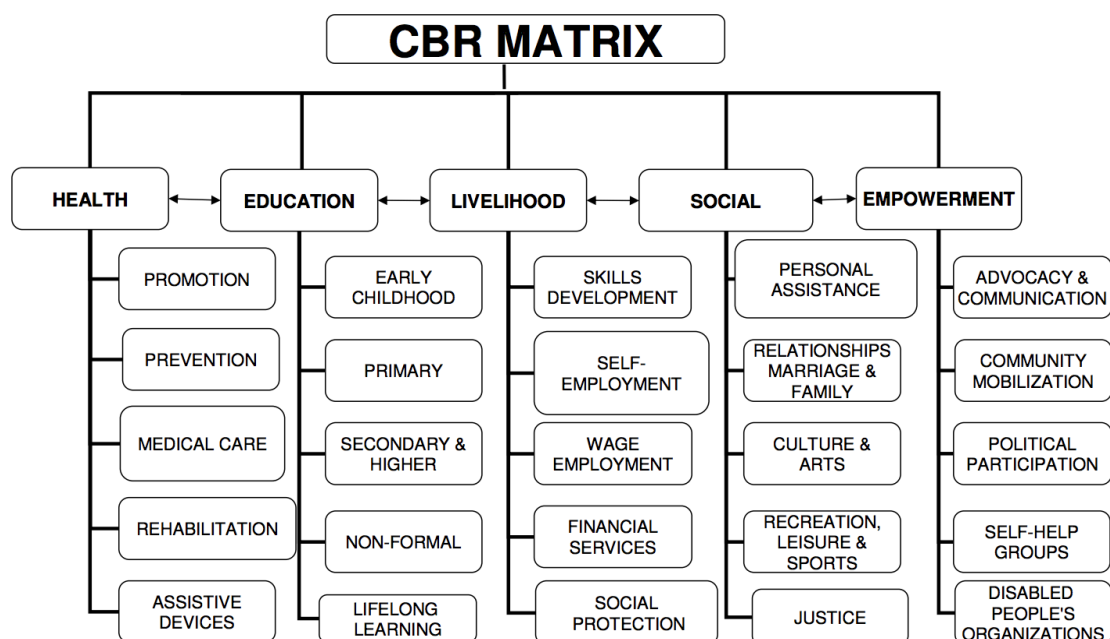 CBR MATRIX
HEALTH
EDUCATION
LIVELIHOOD
SOCIAL
EMPOWERMENT
PROMOTION
PREVENTION
MEDICAL CARE
REHABILITATION
ASSISTIVE
DEVICES
EARLY
CHILDHOOD
PRIMARY
SECONDARY &
HIGHER
NON-FORMAL
LIFELONG
LEARNING
SKILLS
DEVELOPMENT
SELF-
EMPLOYMENT
WAGE
EMPLOYMENT
FINANCIAL
SERVICES
SOCIAL
PROTECTION
PERSONAL
ASSISTANCE
RELATIONSHIPS
MARRIAGE &
FAMILY
CULTURE &
ARTS
RECREATION,
LEISURE &
SPORTS
JUSTICE
ADVOCACY &
COMMUNICATION
COMMUNITY
MOBILIZATION
POLITICAL
PARTICIPATION
SELF-HELP
GROUPS
DISABLED
PEOPLE'S
ORGANIZATIONS